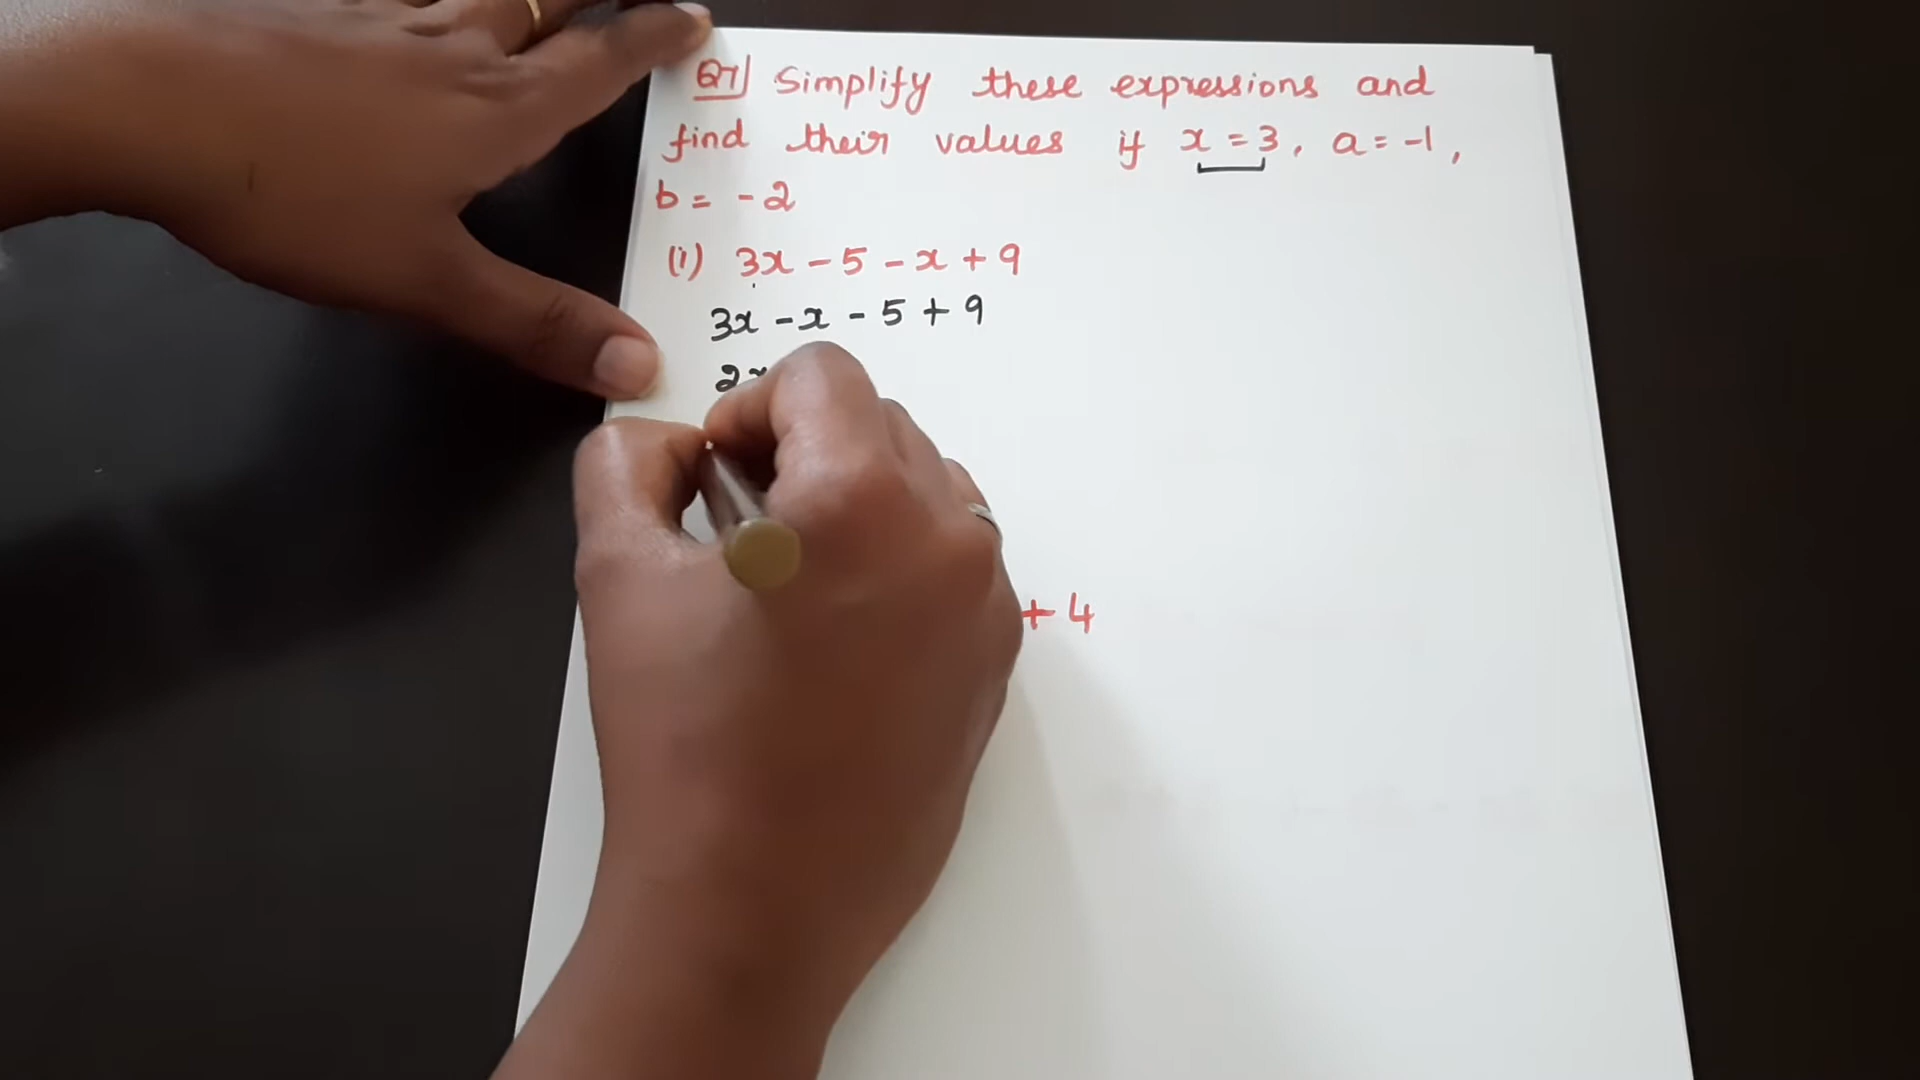 Q7| Simplify these expressions and
find their values if x = 3, a = -1,
b = -2
(i) 3x - 5 - x + 9
3x - x - 5 + 9
2x
+ 4